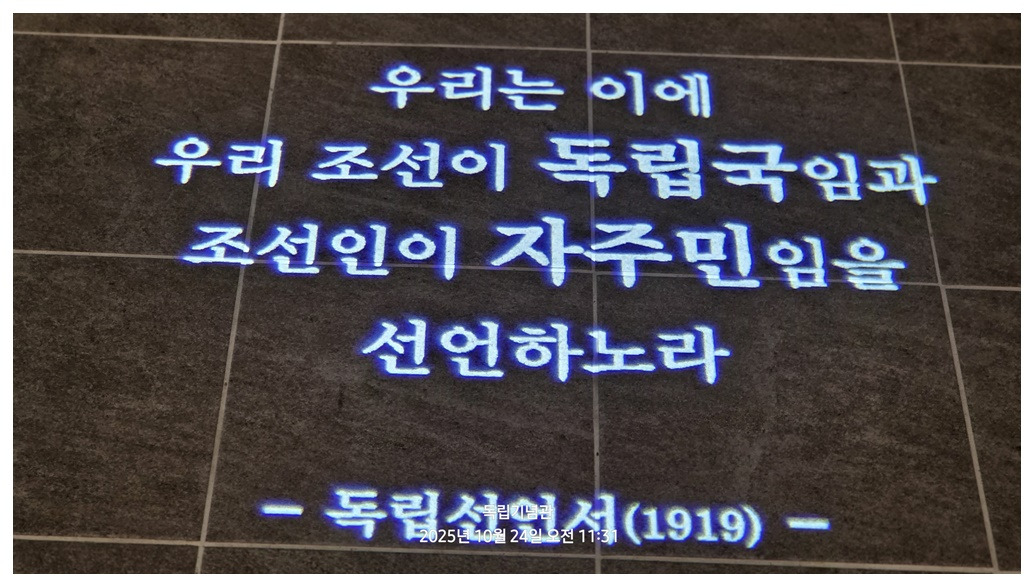 우리는 이에
우리 조선이 독립국임과
조선인이 자주민임을
선언하노라
- 독립선언서(1919) -
독립기념관
2025년 10월 24일 오전 11:31